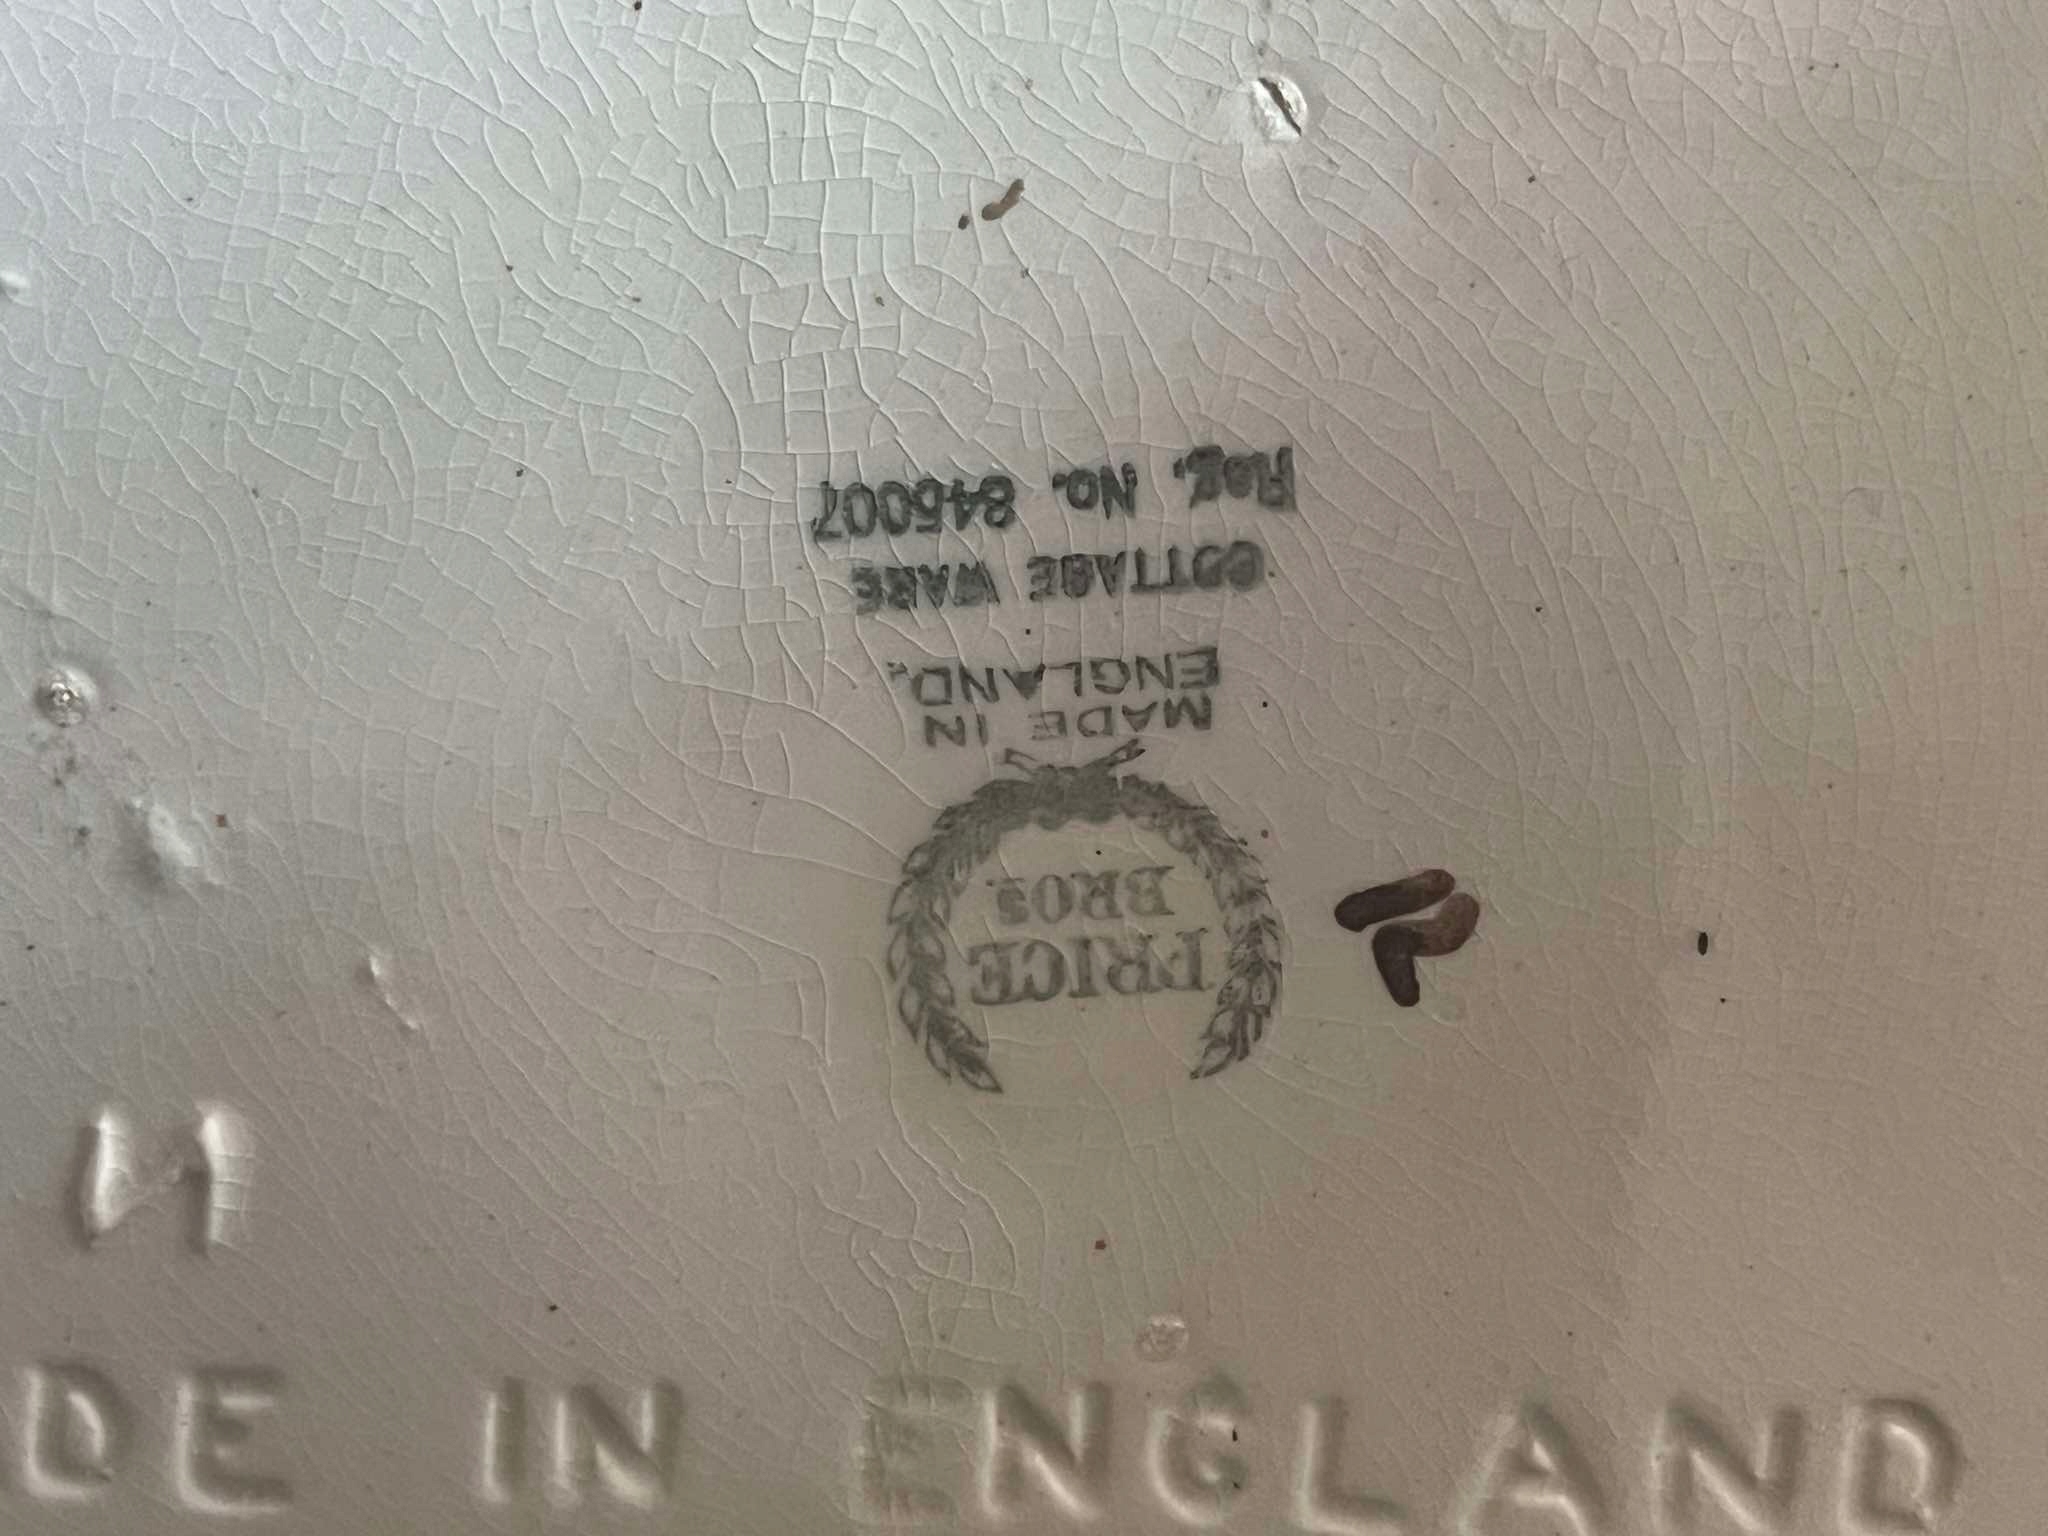 PRICE
BROS.
MADE IN
ENGLAND.
COTTAGE WARE
Reg. No. 845007
N
DE IN ENGLAND